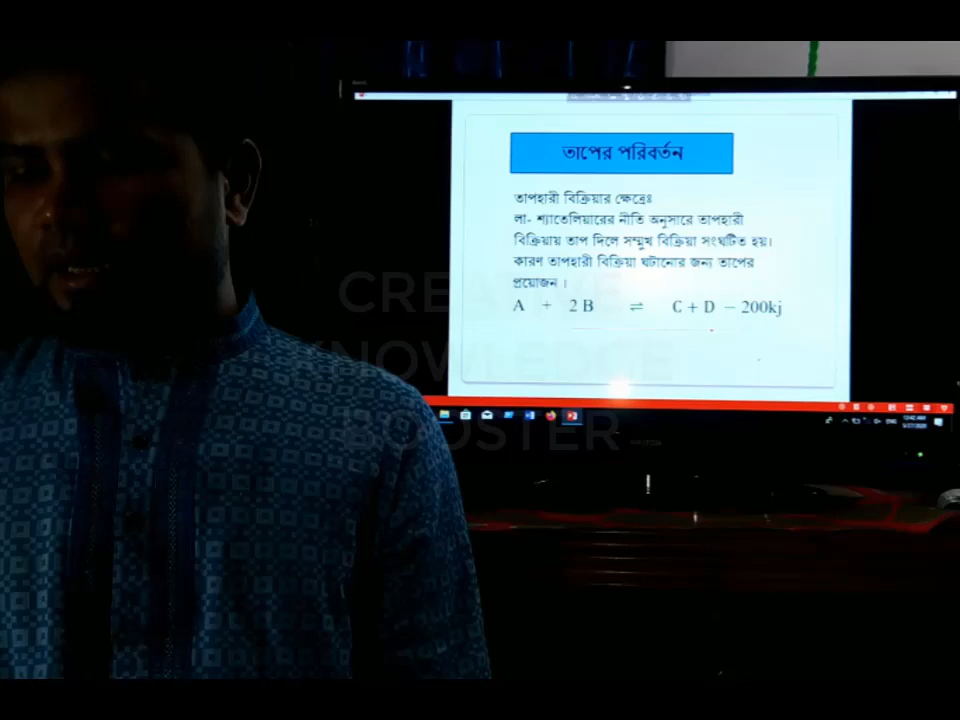 তাপের পরিবর্তন
তাপহারী বিক্রিয়ার ক্ষেত্রেঃ
লা- শ্যাতেলিয়ারের নীতি অনুসারে তাপহারী
বিক্রিয়ায় তাপ দিলে সম্মুখ বিক্রিয়া সংঘটিত হয়।
কারণ তাপহারী বিক্রিয়া ঘটানোর জন্য তাপের
প্রয়োজন ।
A + 2 B ⇌ C + D – 200kj
CREATIVE
KNOWLEDGE
BOOSTER